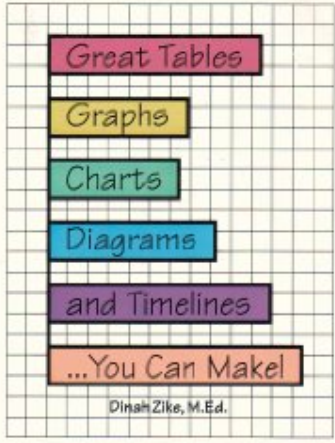 Great Tables
Graphs
Charts
Diagrams
and Timelines
...You Can Make!
Dinah Zike, M.Ed.